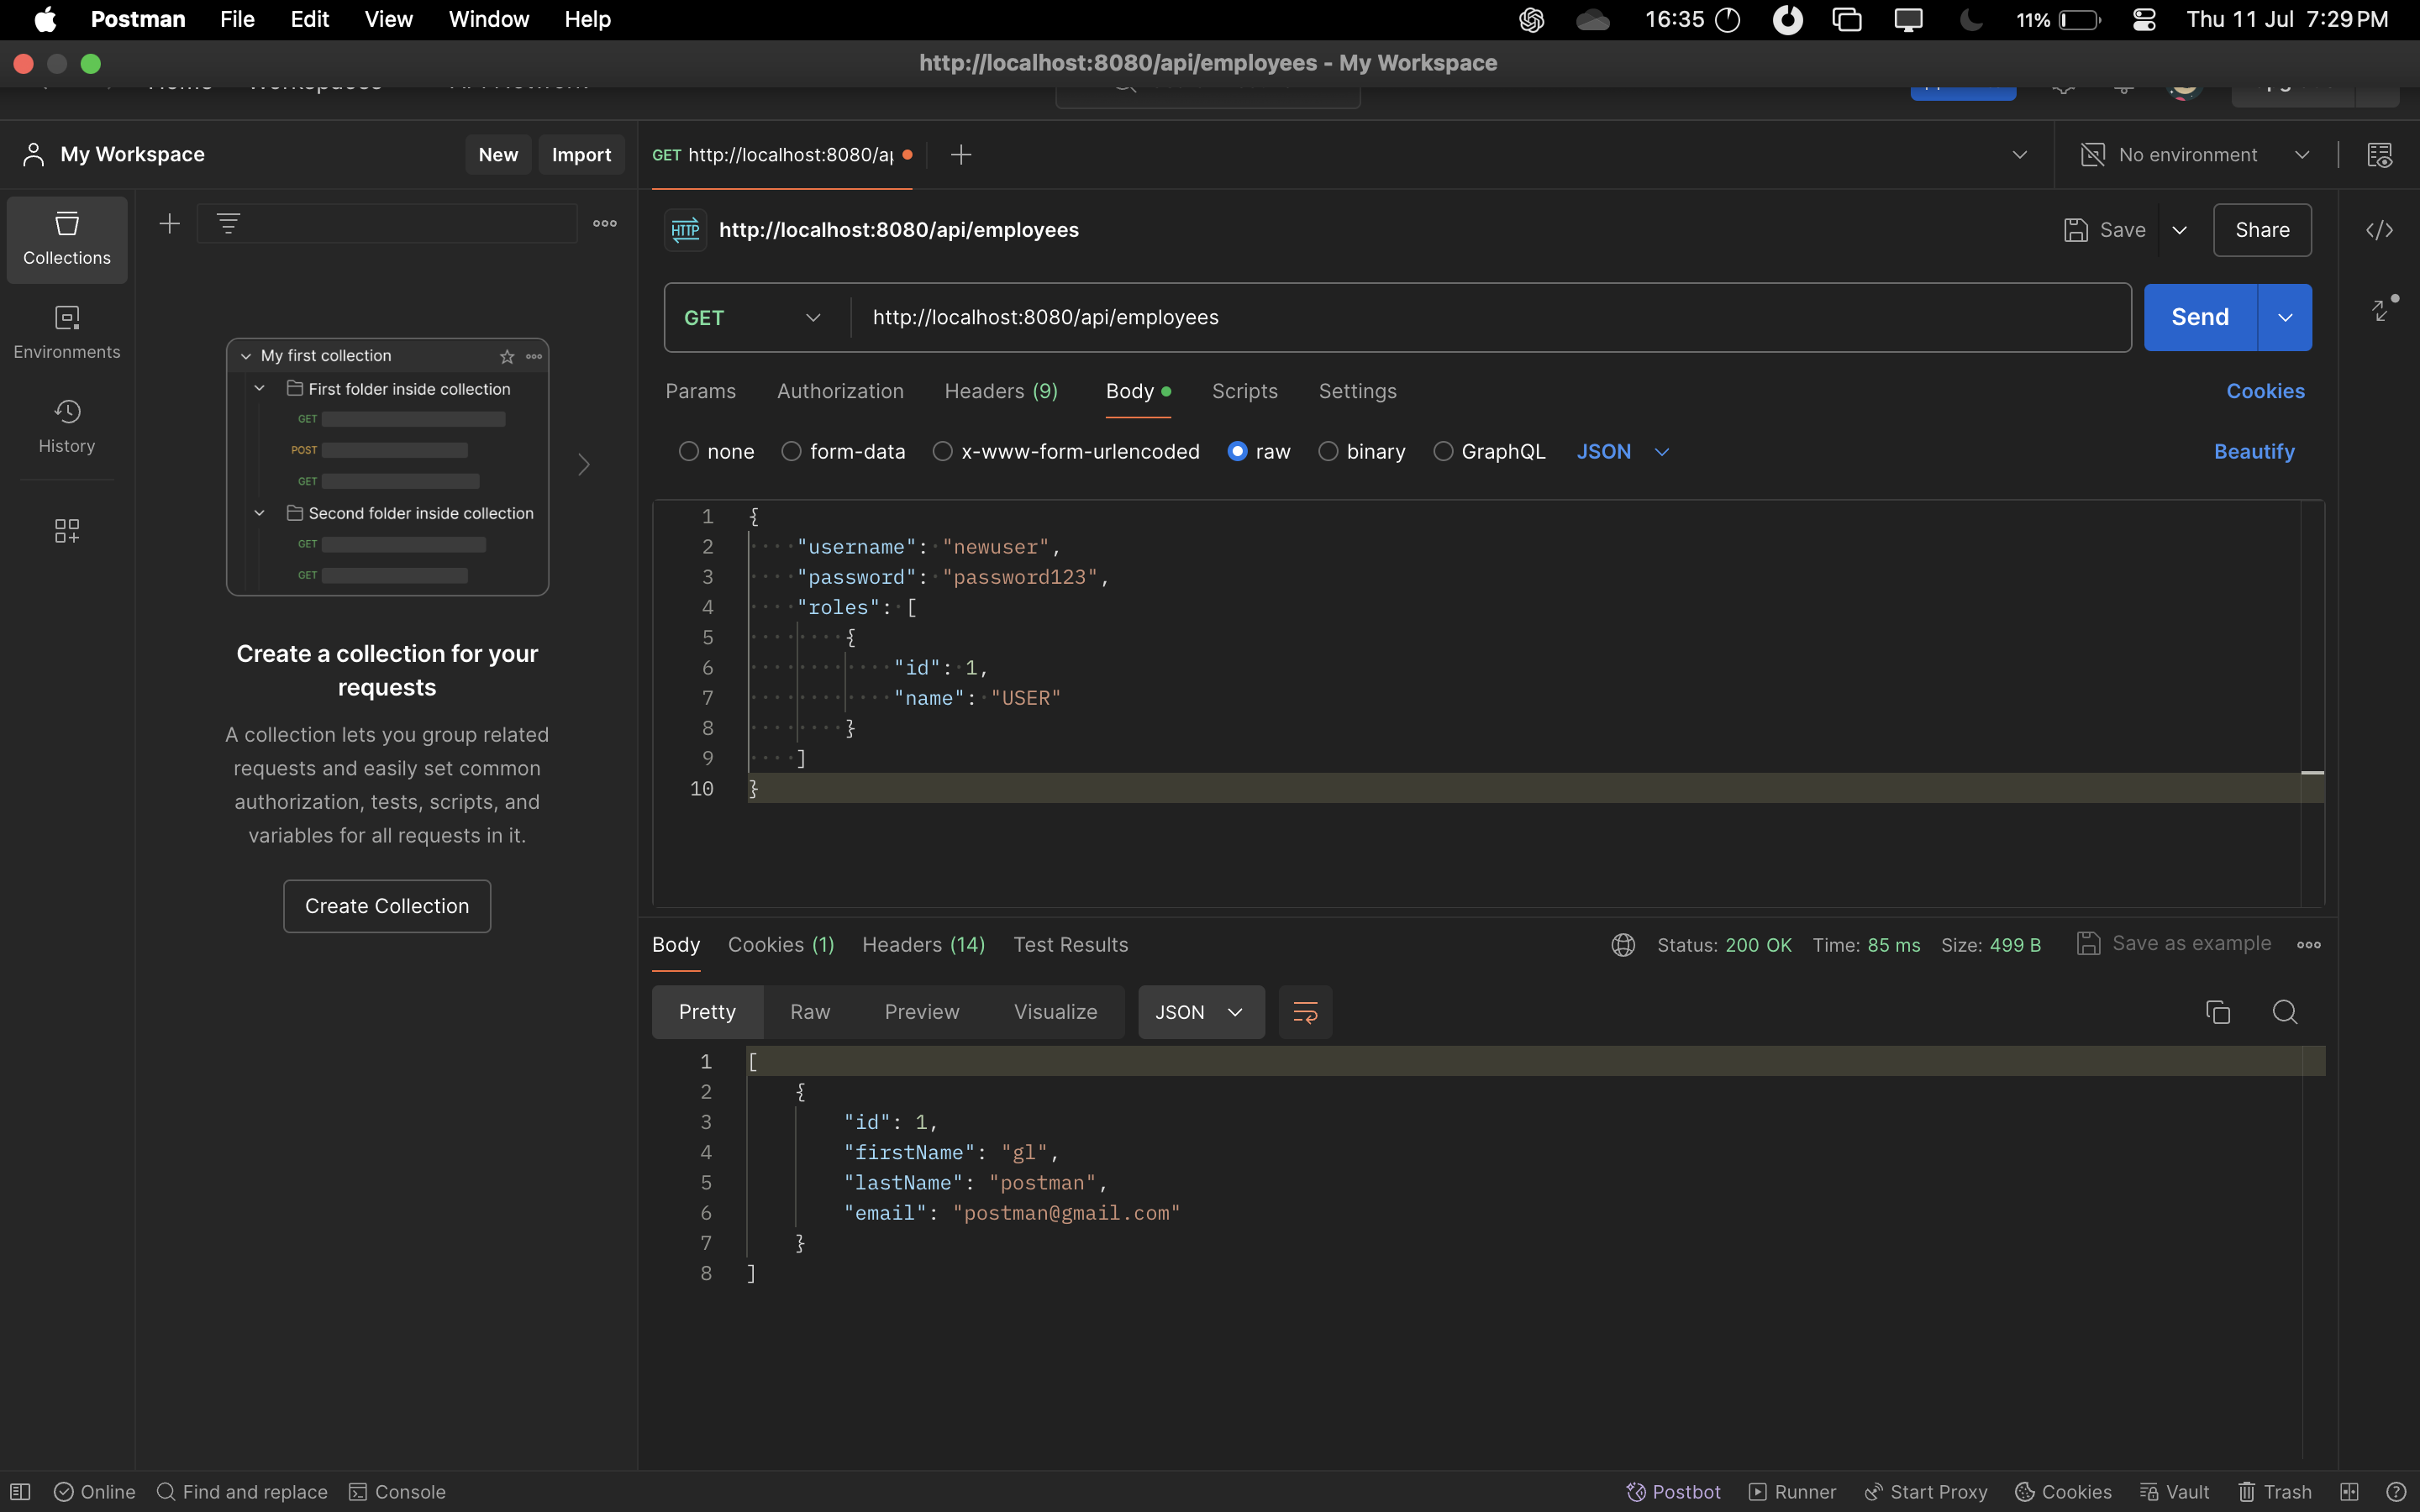 Postman File Edit View Window Help 16:35 11% Thu 11 Jul 7:29 PM
http://localhost:8080/api/employees - My Workspace
My Workspace New Import
GET http://localhost:8080/ap
No environment
Collections
Environments
History
My first collection
First folder inside collection
GET
POST
GET
Second folder inside collection
GET
GET
Create a collection for your
requests
A collection lets you group related
requests and easily set common
authorization, tests, scripts, and
variables for all requests in it.
Create Collection
HTTP http://localhost:8080/api/employees Save Share
GET http://localhost:8080/api/employees Send
Params Authorization Headers (9) Body Scripts Settings Cookies
none form-data x-www-form-urlencoded raw binary GraphQL JSON Beautify
1 {
2 "username": "newuser",
3 "password": "password123",
4 "roles": [
5 {
6 "id": 1,
7 "name": "USER"
8 }
9 ]
10 }
Body Cookies (1) Headers (14) Test Results Status: 200 OK Time: 85 ms Size: 499 B Save as example
Pretty Raw Preview Visualize JSON
1 [
2 {
3 "id": 1,
4 "firstName": "gl",
5 "lastName": "postman",
6 "email": "postman@gmail.com"
7 }
8 ]
Online Find and replace Console Postbot Runner Start Proxy Cookies Vault Trash